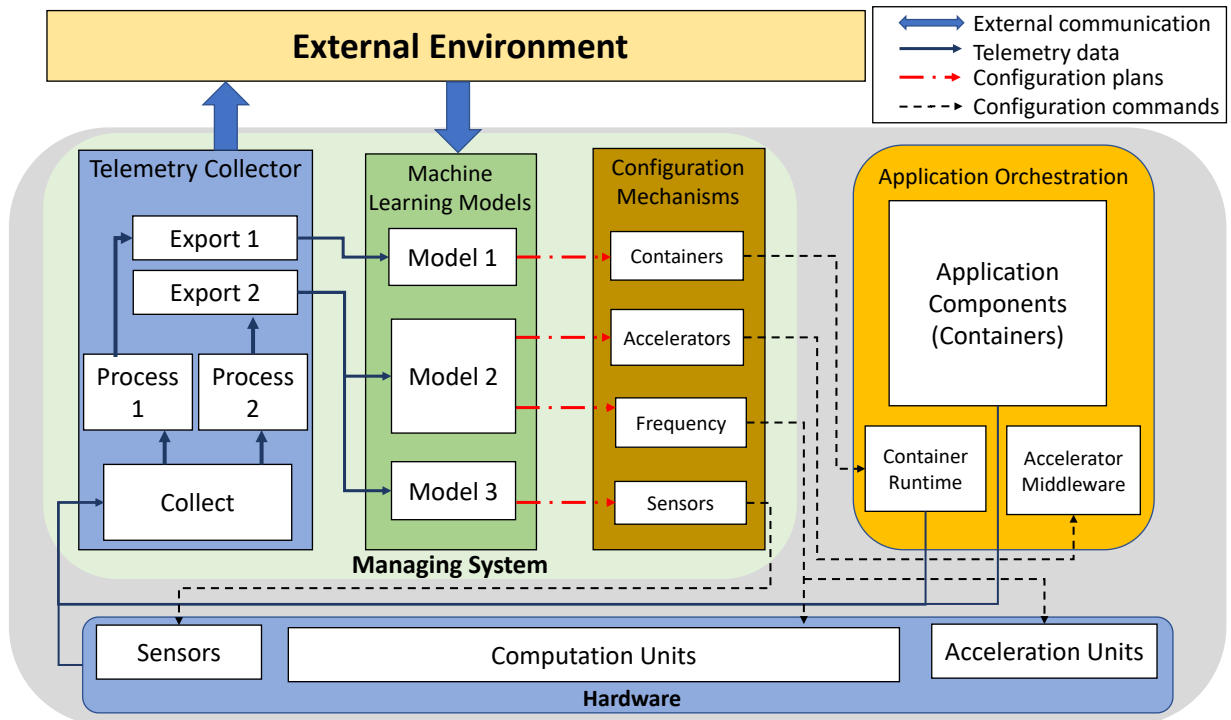 External Environment
External communication
Telemetry data
Configuration plans
Configuration commands
Telemetry Collector
Export 1
Export 2
Process
1
Process
2
Collect
Machine
Learning Models
Model 1
Model 2
Model 3
Configuration
Mechanisms
Containers
Accelerators
Frequency
Sensors
Managing System
Application Orchestration
Application
Components
(Containers)
Container
Runtime
Accelerator
Middleware
Sensors
Computation Units
Acceleration Units
Hardware